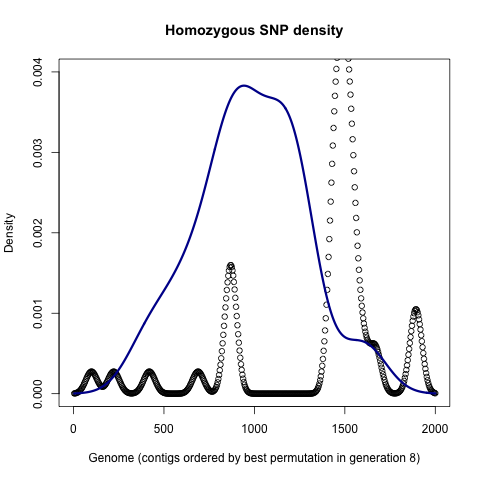 Homozygous SNP density
0.004
0.003
0.002
0.001
0.000
Density
0 500 1000 1500 2000
Genome (contigs ordered by best permutation in generation 8)